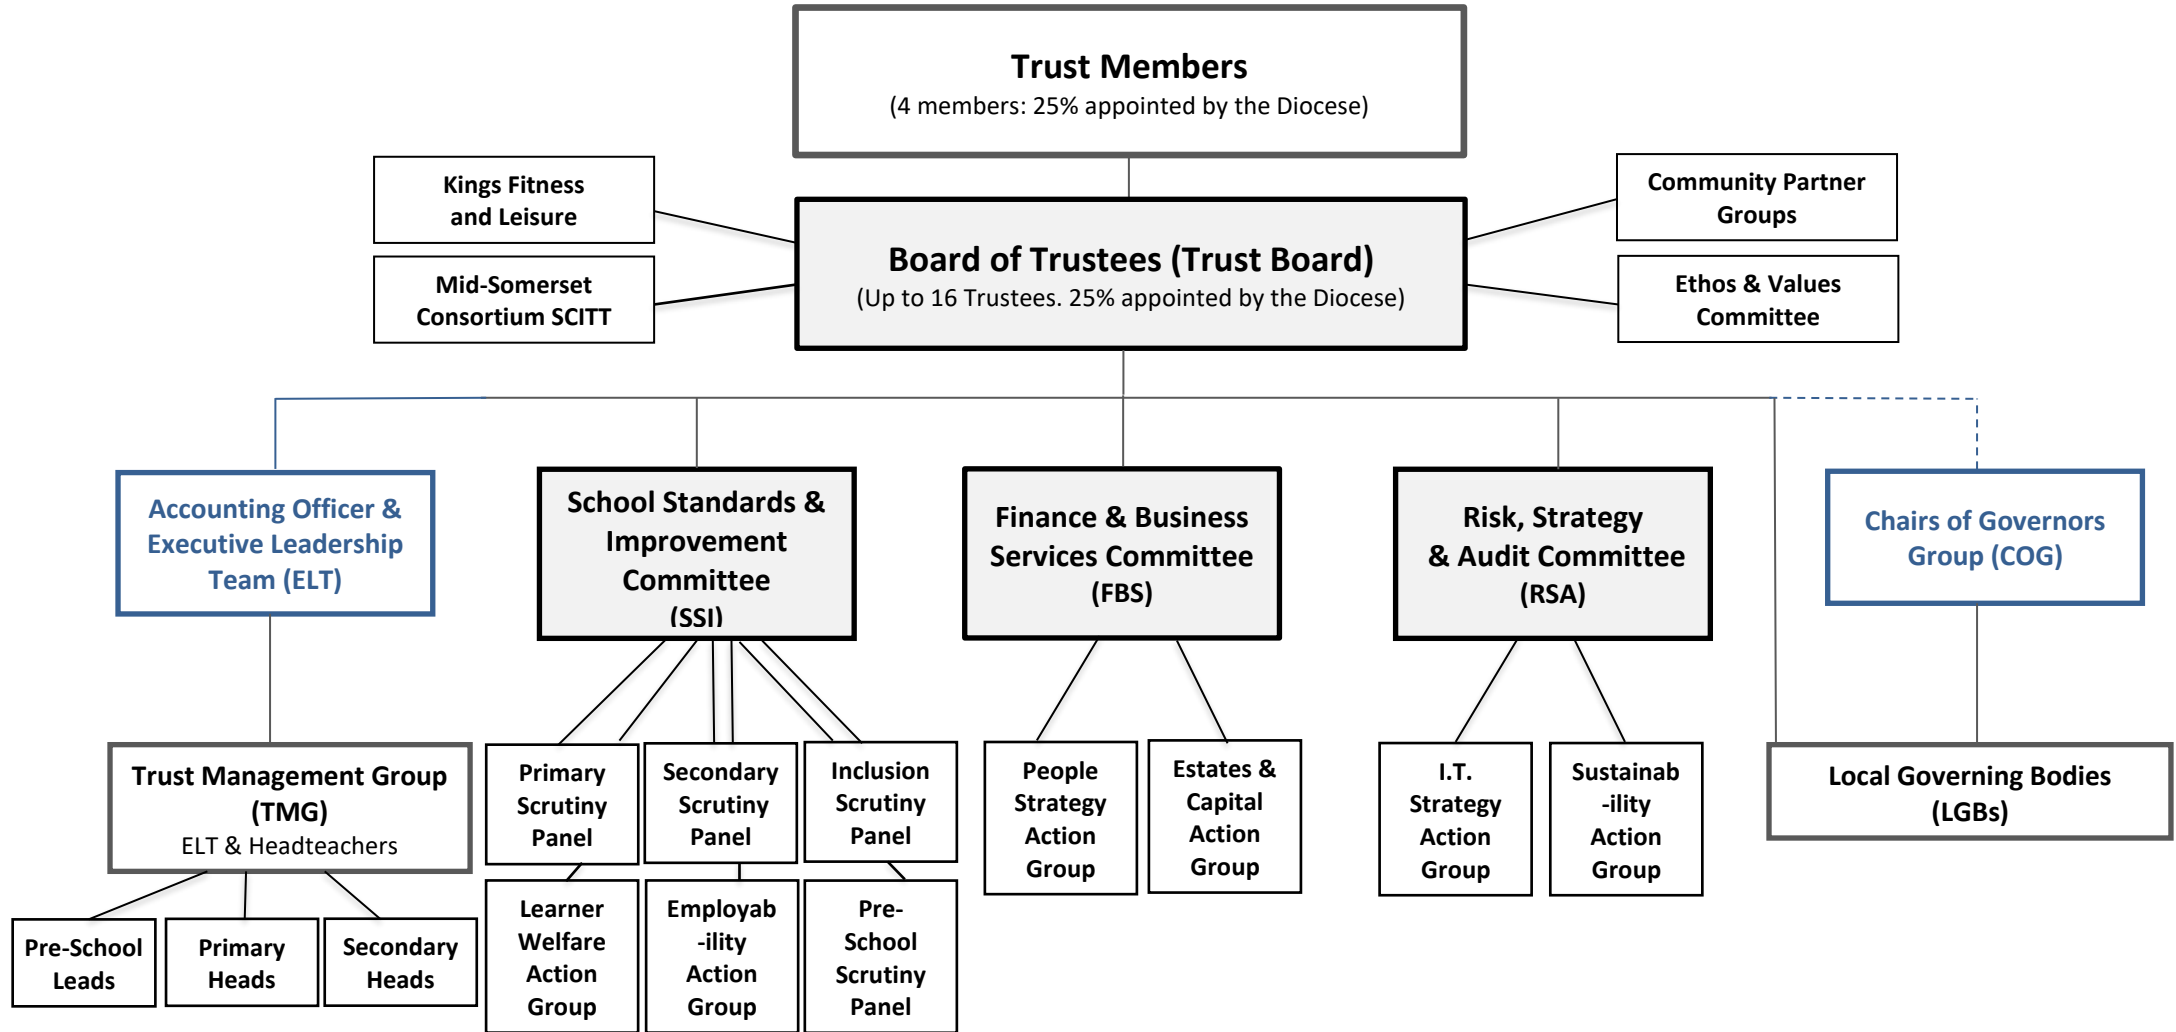 Trust Members
(4 members: 25% appointed by the Diocese)
Kings Fitness
and Leisure
Community Partner
Groups
Board of Trustees (Trust Board)
(Up to 16 Trustees. 25% appointed by the Diocese)
Mid-Somerset
Consortium SCITT
Ethos & Values
Committee
Accounting Officer &
Executive Leadership
Team (ELT)
School Standards &
Improvement
Committee
(SSI)
Finance & Business
Services Committee
(FBS)
Risk, Strategy
& Audit Committee
(RSA)
Chairs of Governors
Group (COG)
Trust Management Group
(TMG)
ELT & Headteachers
Primary
Scrutiny
Panel
Secondary
Scrutiny
Panel
Inclusion
Scrutiny
Panel
People
Strategy
Action
Group
Estates &
Capital
Action
Group
I.T.
Strategy
Action
Group
Sustainab
-ility
Action
Group
Local Governing Bodies
(LGBs)
Pre-School
Leads
Primary
Heads
Secondary
Heads
Learner
Welfare
Action
Group
Employab
-ility
Action
Group
Pre-
School
Scrutiny
Panel